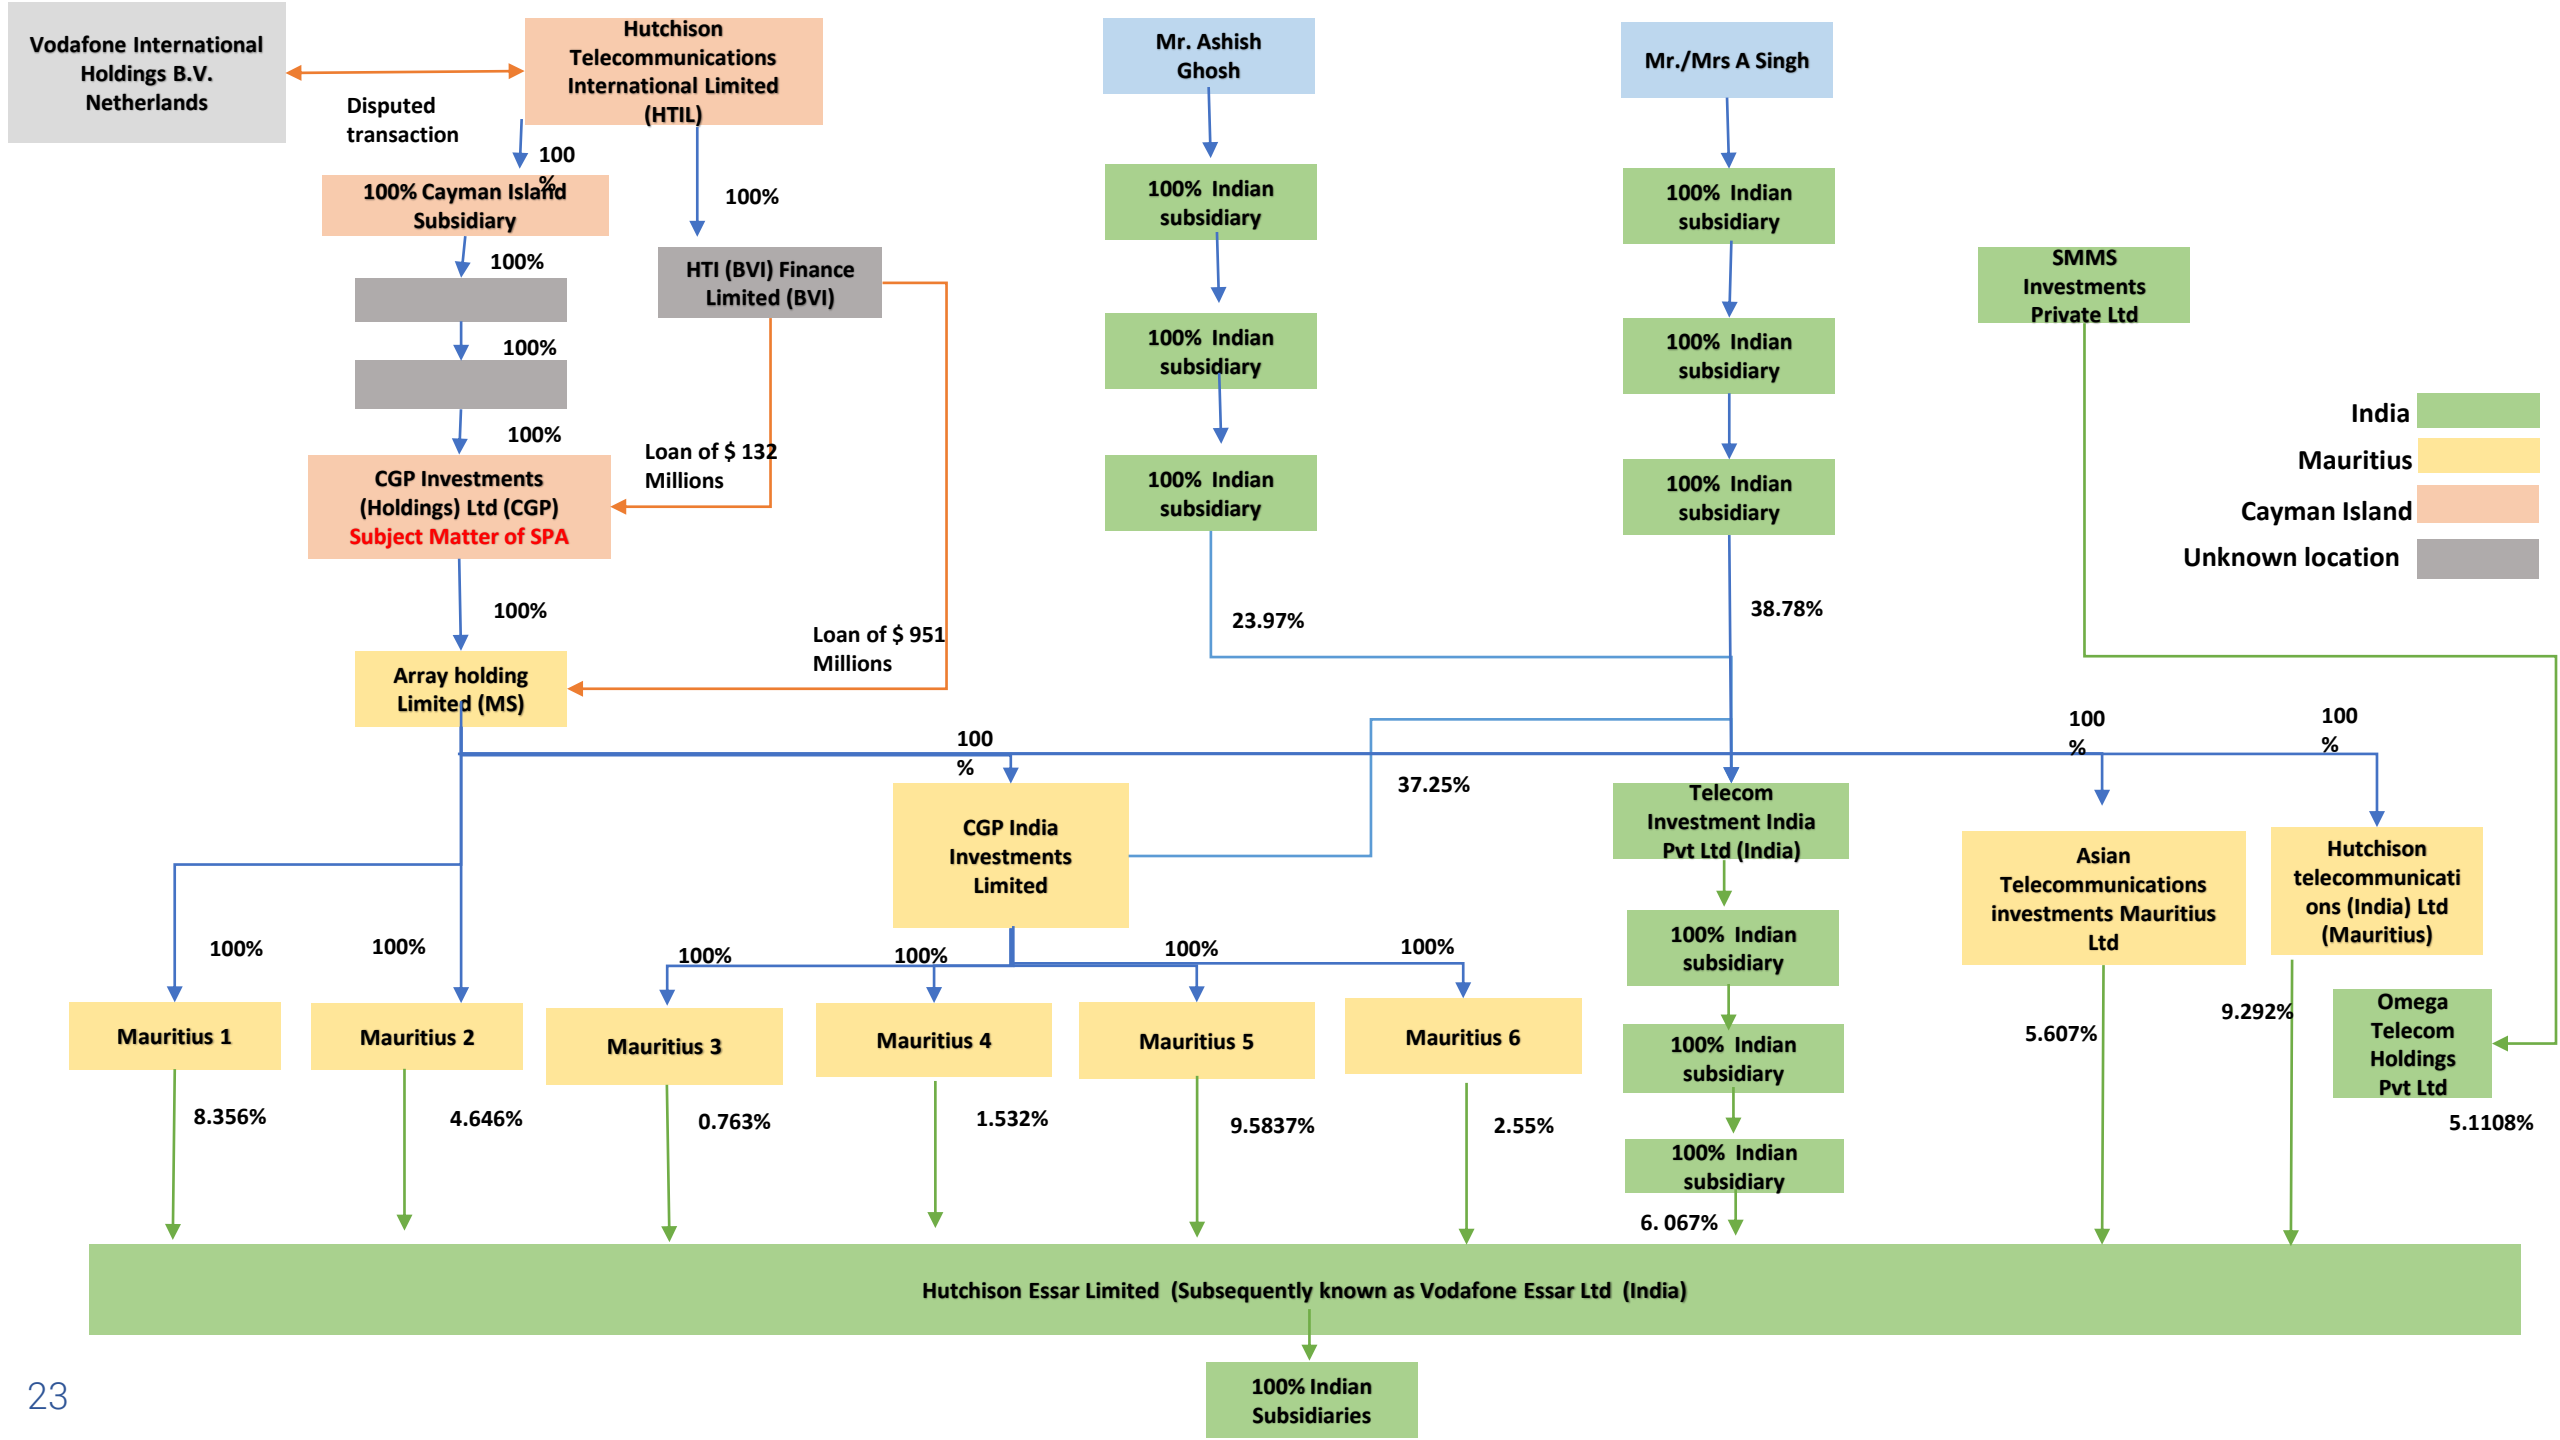 Vodafone International
Holdings B.V.
Netherlands
Hutchison
Telecommunications
International Limited
(HTIL)
Mr. Ashish
Ghosh
Mr./Mrs A Singh
Disputed
transaction
100
%
100% Cayman Island
Subsidiary
100%
100% Indian
subsidiary
100% Indian
subsidiary
100%
HTI (BVI) Finance
Limited (BVI)
SMMS
Investments
Private Ltd
100%
100% Indian
subsidiary
100% Indian
subsidiary
India
Mauritius
Cayman Island
Unknown location
100%
Loan of $ 132
Millions
CGP Investments
(Holdings) Ltd (CGP)
Subject Matter of SPA
100% Indian
subsidiary
100% Indian
subsidiary
100%
23.97%
38.78%
Loan of $ 951
Millions
Array holding
Limited (MS)
100
%
100
%
100
%
37.25%
CGP India
Investments
Limited
Telecom
Investment India
Pvt Ltd (India)
Asian
Telecommunications
investments Mauritius
Ltd
Hutchison
telecommunicati
ons (India) Ltd
(Mauritius)
100%
100%
100%
100%
100%
100%
100% Indian
subsidiary
Mauritius 1
Mauritius 2
Mauritius 3
Mauritius 4
Mauritius 5
Mauritius 6
100% Indian
subsidiary
5.607%
9.292%
Omega
Telecom
Holdings
Pvt Ltd
8.356%
4.646%
0.763%
1.532%
9.5837%
2.55%
100% Indian
subsidiary
5.1108%
6. 067%
Hutchison Essar Limited (Subsequently known as Vodafone Essar Ltd (India)
100% Indian
Subsidiaries
23